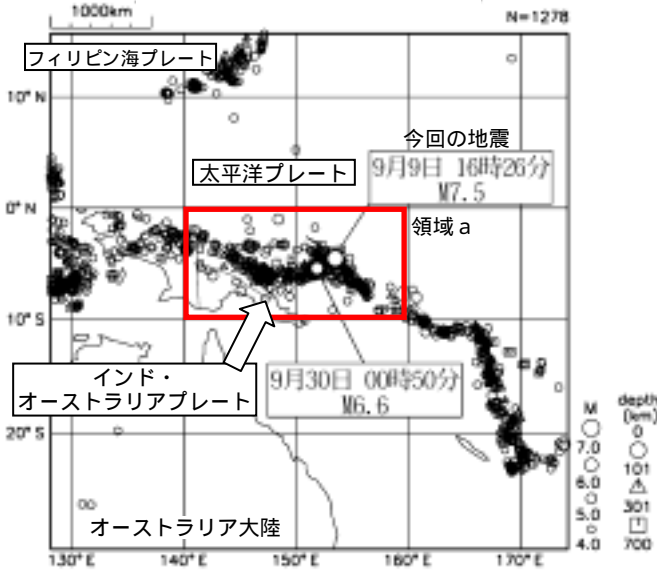 1000km
N=1278
フィリピン海プレート
10°N
今回の地震
太平洋プレート
9月9日 16時26分
M7.5
0°N
領域a
10°S
インド・
オーストラリアプレート
9月30日 00時50分
M6.6
20°S
オーストラリア大陸
130°E
140°E
150°E
160°E
170°E
M
7.0
6.0
5.0
4.0
depth
(km)
0
101
301
700